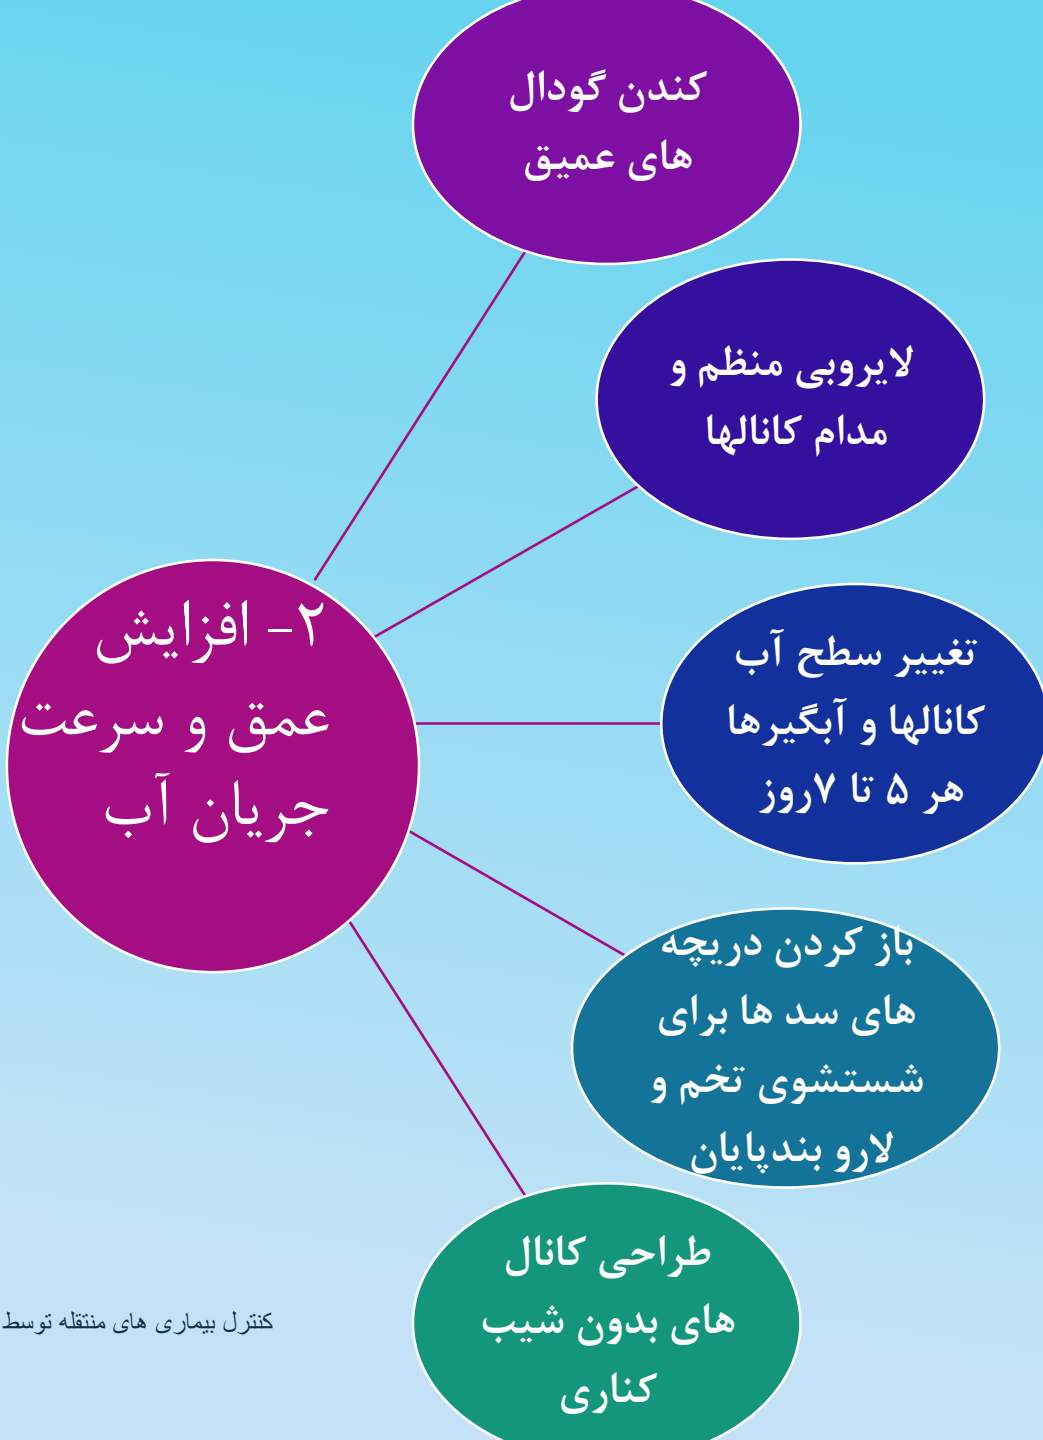 کندن گودال
های عمیق
لایروبی منظم و
مدام کانالها
۲- افزایش
عمق و سرعت
جریان آب
تغییر سطح آب
کانالها و آبگیرها
هر ۵ تا ۷روز
باز کردن دریچه
های سد ها برای
شستشوی تخم و
لارو بندپایان
طراحی کانال
های بدون شیب
کناری
کنترل بیماری های منتقله توسط